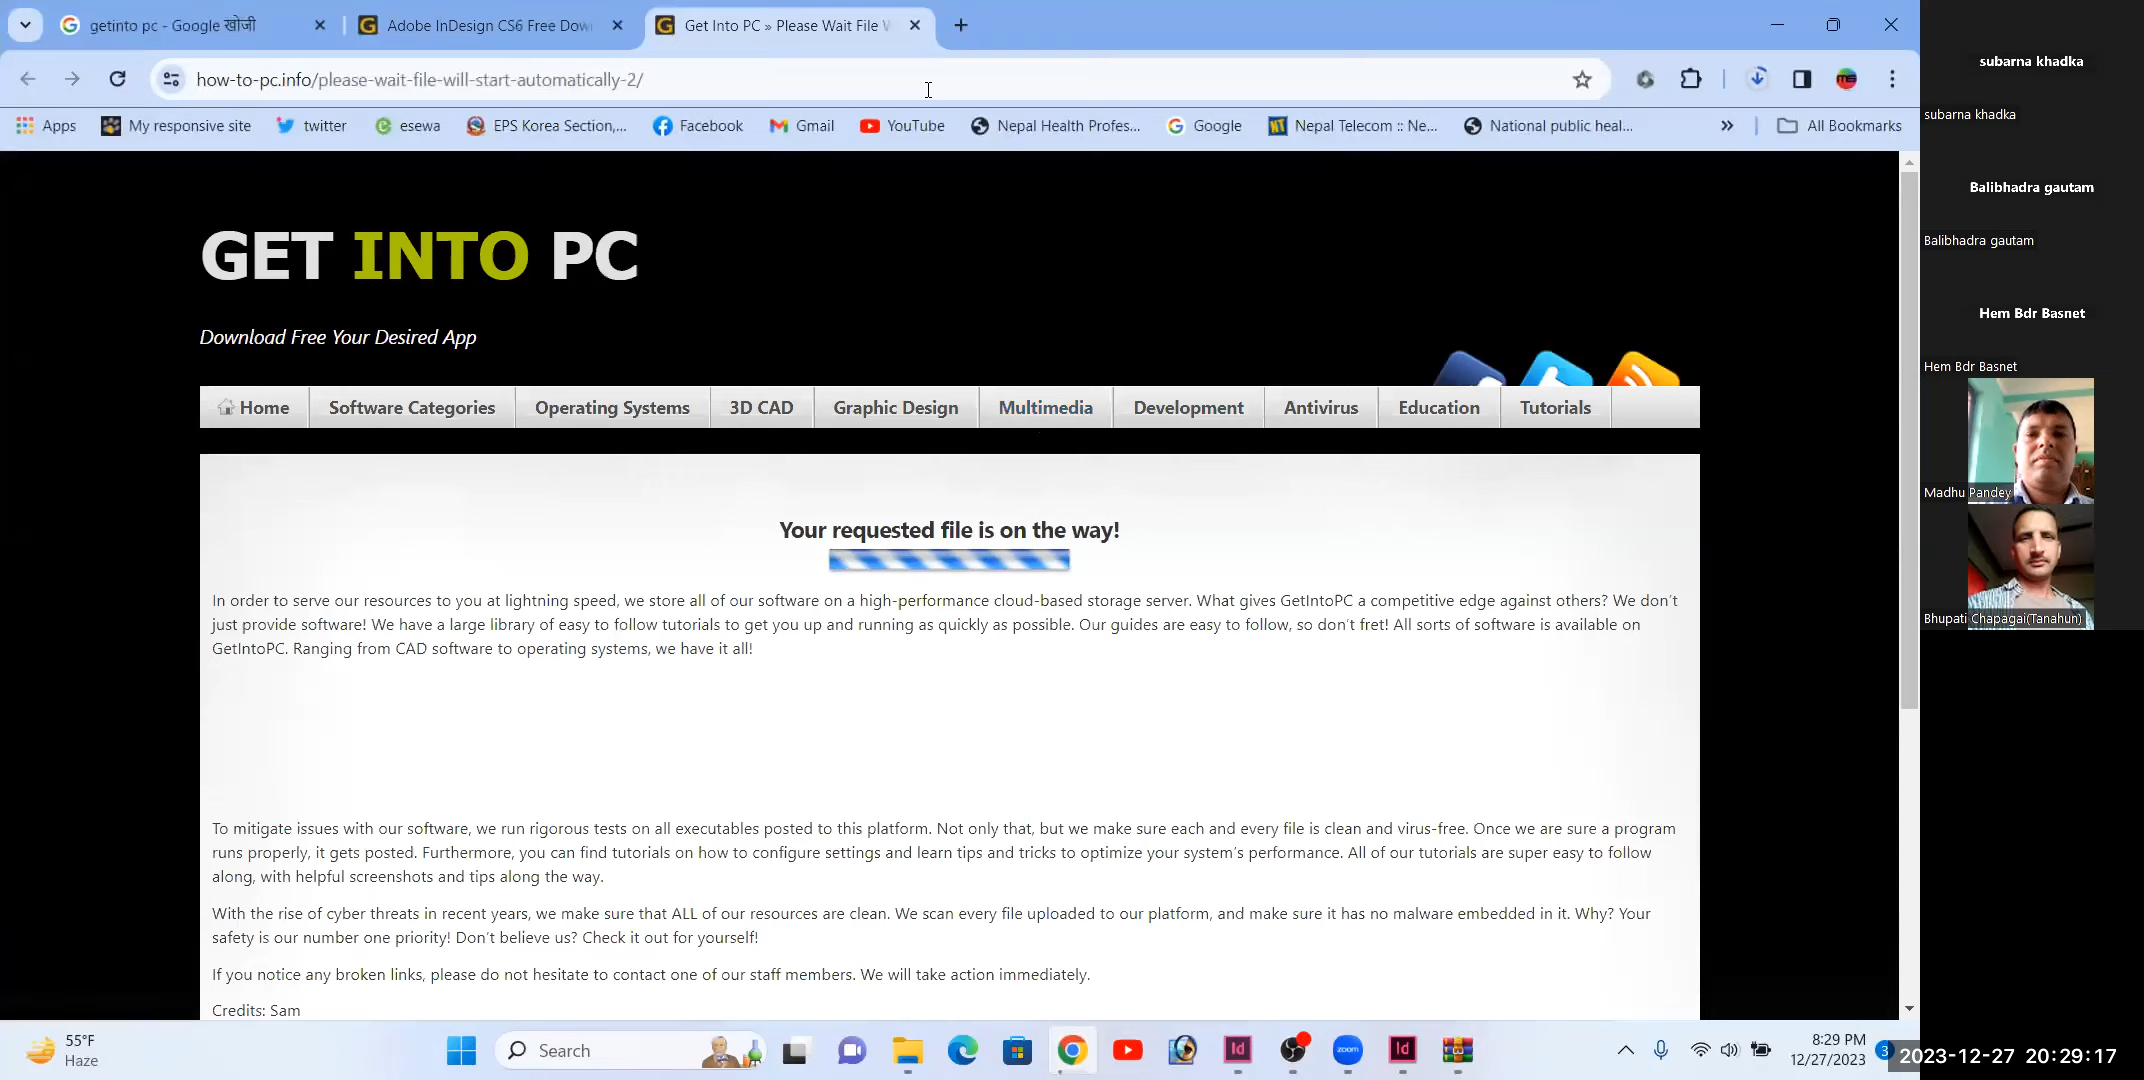 getinto pc - Google खोजी
Adobe InDesign CS6 Free Dow
Get Into PC » Please Wait File W
how-to-pc.info/please-wait-file-will-start-automatically-2/
Apps
My responsive site
twitter
esewa
EPS Korea Section,...
Facebook
Gmail
YouTube
Nepal Health Profes...
Google
Nepal Telecom :: Ne...
National public heal...
All Bookmarks
GET INTO PC
Download Free Your Desired App
Home
Software Categories
Operating Systems
3D CAD
Graphic Design
Multimedia
Development
Antivirus
Education
Tutorials
Your requested file is on the way!
In order to serve our resources to you at lightning speed, we store all of our software on a high-performance cloud-based storage server. What gives GetIntoPC a competitive edge against others? We don't
just provide software! We have a large library of easy to follow tutorials to get you up and running as quickly as possible. Our guides are easy to follow, so don't fret! All sorts of software is available on
GetIntoPC. Ranging from CAD software to operating systems, we have it all!
To mitigate issues with our software, we run rigorous tests on all executables posted to this platform. Not only that, but we make sure each and every file is clean and virus-free. Once we are sure a program
runs properly, it gets posted. Furthermore, you can find tutorials on how to configure settings and learn tips and tricks to optimize your system's performance. All of our tutorials are super easy to follow
along, with helpful screenshots and tips along the way.
With the rise of cyber threats in recent years, we make sure that ALL of our resources are clean. We scan every file uploaded to our platform, and make sure it has no malware embedded in it. Why? Your
safety is our number one priority! Don't believe us? Check it out for yourself!
If you notice any broken links, please do not hesitate to contact one of our staff members. We will take action immediately.
Credits: Sam
subarna khadka
subarna khadka
Balibhadra gautam
Balibhadra gautam
Hem Bdr Basnet
Hem Bdr Basnet
Madhu Pandey
Bhupati Chapagai(Tanahun)
55°F
Haze
Search
Id
zoom
Id
8:29 PM
12/27/2023
3
2023-12-27 20:29:17